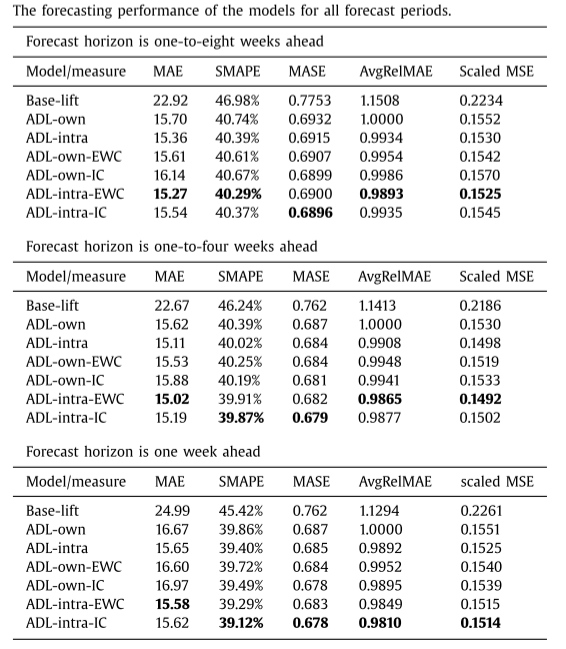 The forecasting performance of the models for all forecast periods.
Forecast horizon is one-to-eight weeks ahead
Model/measure MAE SMAPE MASE AvgRelMAE Scaled MSE
Base-lift 22.92 46.98% 0.7753 1.1508 0.2234
ADL-own 15.70 40.74% 0.6932 1.0000 0.1552
ADL-intra 15.36 40.39% 0.6915 0.9934 0.1530
ADL-own-EWC 15.61 40.61% 0.6907 0.9954 0.1542
ADL-own-IC 16.14 40.67% 0.6899 0.9986 0.1570
ADL-intra-EWC 15.27 40.29% 0.6900 0.9893 0.1525
ADL-intra-IC 15.54 40.37% 0.6896 0.9935 0.1545
Forecast horizon is one-to-four weeks ahead
Model/measure MAE SMAPE MASE AvgRelMAE Scaled MSE
Base-lift 22.67 46.24% 0.762 1.1413 0.2186
ADL-own 15.62 40.39% 0.687 1.0000 0.1530
ADL-intra 15.11 40.02% 0.684 0.9908 0.1498
ADL-own-EWC 15.53 40.25% 0.684 0.9948 0.1519
ADL-own-IC 15.88 40.19% 0.681 0.9941 0.1533
ADL-intra-EWC 15.02 39.91% 0.682 0.9865 0.1492
ADL-intra-IC 15.19 39.87% 0.679 0.9877 0.1502
Forecast horizon is one week ahead
Model/measure MAE SMAPE MASE AvgRelMAE scaled MSE
Base-lift 24.99 45.42% 0.762 1.1294 0.2261
ADL-own 16.67 39.86% 0.687 1.0000 0.1551
ADL-intra 15.65 39.40% 0.685 0.9892 0.1525
ADL-own-EWC 16.60 39.72% 0.684 0.9952 0.1540
ADL-own-IC 16.97 39.49% 0.678 0.9895 0.1539
ADL-intra-EWC 15.58 39.29% 0.683 0.9849 0.1515
ADL-intra-IC 15.62 39.12% 0.678 0.9810 0.1514